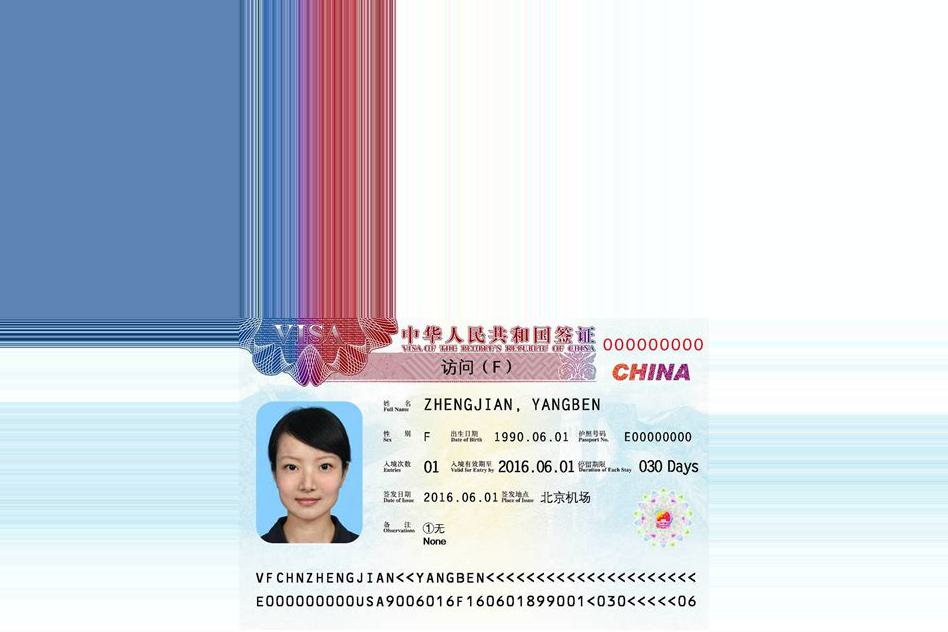 VISA 中华人民共和国签证 000000000
VISA OF THE PEOPLE'S REPUBLIC OF CHINA
访问（F） CHINA
姓 名 Full Name ZHENGJIAN, YANGBEN
性 别 Sex F 出生日期 Date of Birth 1990.06.01 护照号码 Passport No. E00000000
入境次数 Entries 01 入境有效期至 Valid for Entry by 2016.06.01 停留期限 Duration of Each Stay 030 Days
签发日期 Date of Issue 2016.06.01 签发地点 Place of Issue 北京机场
备 注 Observations ①无
None
VFCHNZHENGJIAN<<YANGBEN<<<<<<<<<<<<<<<<<<<<<
E000000000USA9006016F160601899001<030<<<<<06